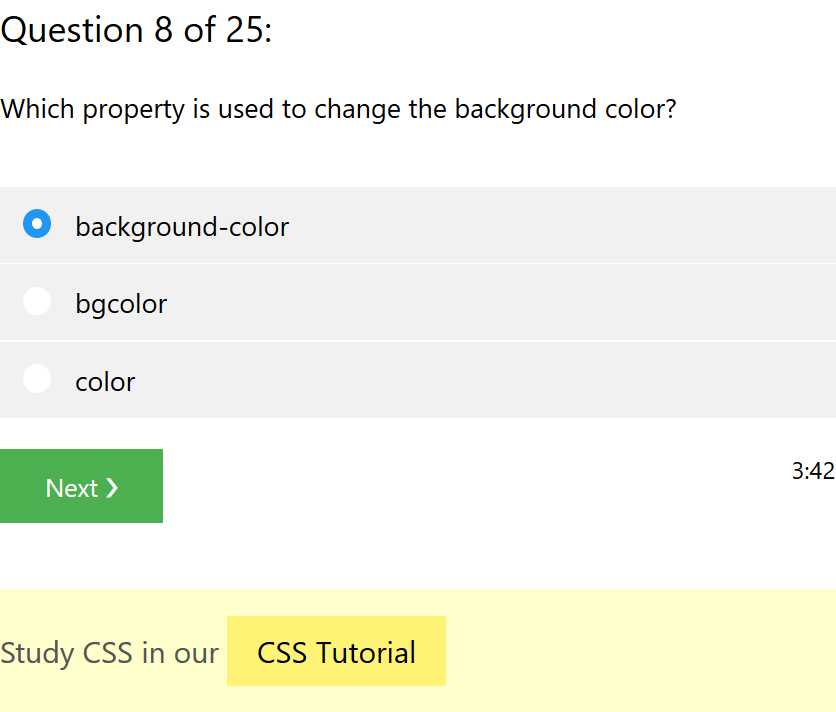 Question 8 of 25:
Which property is used to change the background color?
background-color
bgcolor
color
Next ❯
3:42
Study CSS in our CSS Tutorial